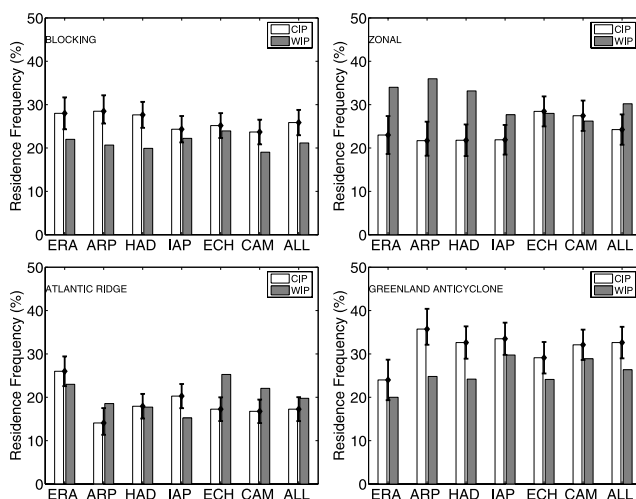 50
40
30
20
10
0
Residence Frequency (%)
BLOCKING
CIP
WIP
ERA ARP HAD IAP ECH CAM ALL
50
40
30
20
10
0
Residence Frequency (%)
ZONAL
CIP
WIP
ERA ARP HAD IAP ECH CAM ALL
50
40
30
20
10
0
Residence Frequency (%)
ATLANTIC RIDGE
CIP
WIP
ERA ARP HAD IAP ECH CAM ALL
50
40
30
20
10
0
Residence Frequency (%)
GREENLAND ANTICYCLONE
CIP
WIP
ERA ARP HAD IAP ECH CAM ALL